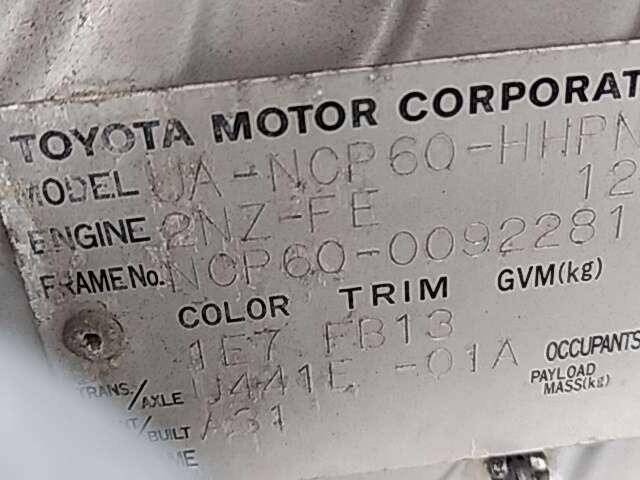 TOYOTA MOTOR CORPORAT
MODEL UA-NCP60-HHPN
ENGINE 2NZ-FE 12
FRAME No. NCP60-0092281
COLOR TRIM GVM(kg)
1E7 FB13
TRANS./AXLE U441E -01A OCCUPANTS
PAYLOAD
MASS(kg)
/BUILT A31
ME